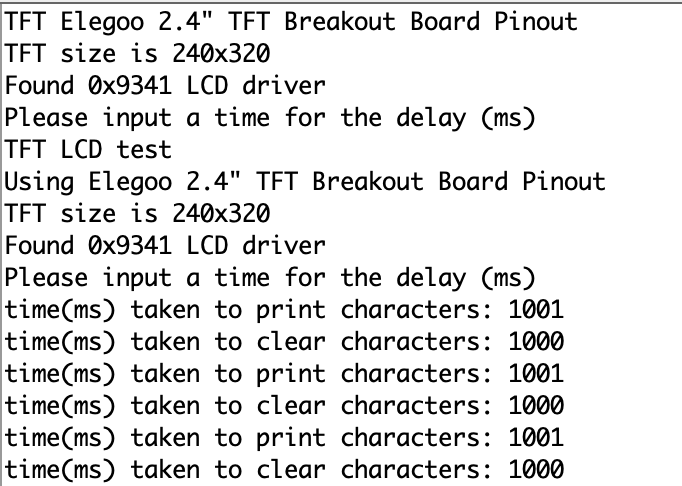 TFT Elegoo 2.4" TFT Breakout Board Pinout
TFT size is 240x320
Found 0x9341 LCD driver
Please input a time for the delay (ms)
TFT LCD test
Using Elegoo 2.4" TFT Breakout Board Pinout
TFT size is 240x320
Found 0x9341 LCD driver
Please input a time for the delay (ms)
time(ms) taken to print characters: 1001
time(ms) taken to clear characters: 1000
time(ms) taken to print characters: 1001
time(ms) taken to clear characters: 1000
time(ms) taken to print characters: 1001
time(ms) taken to clear characters: 1000